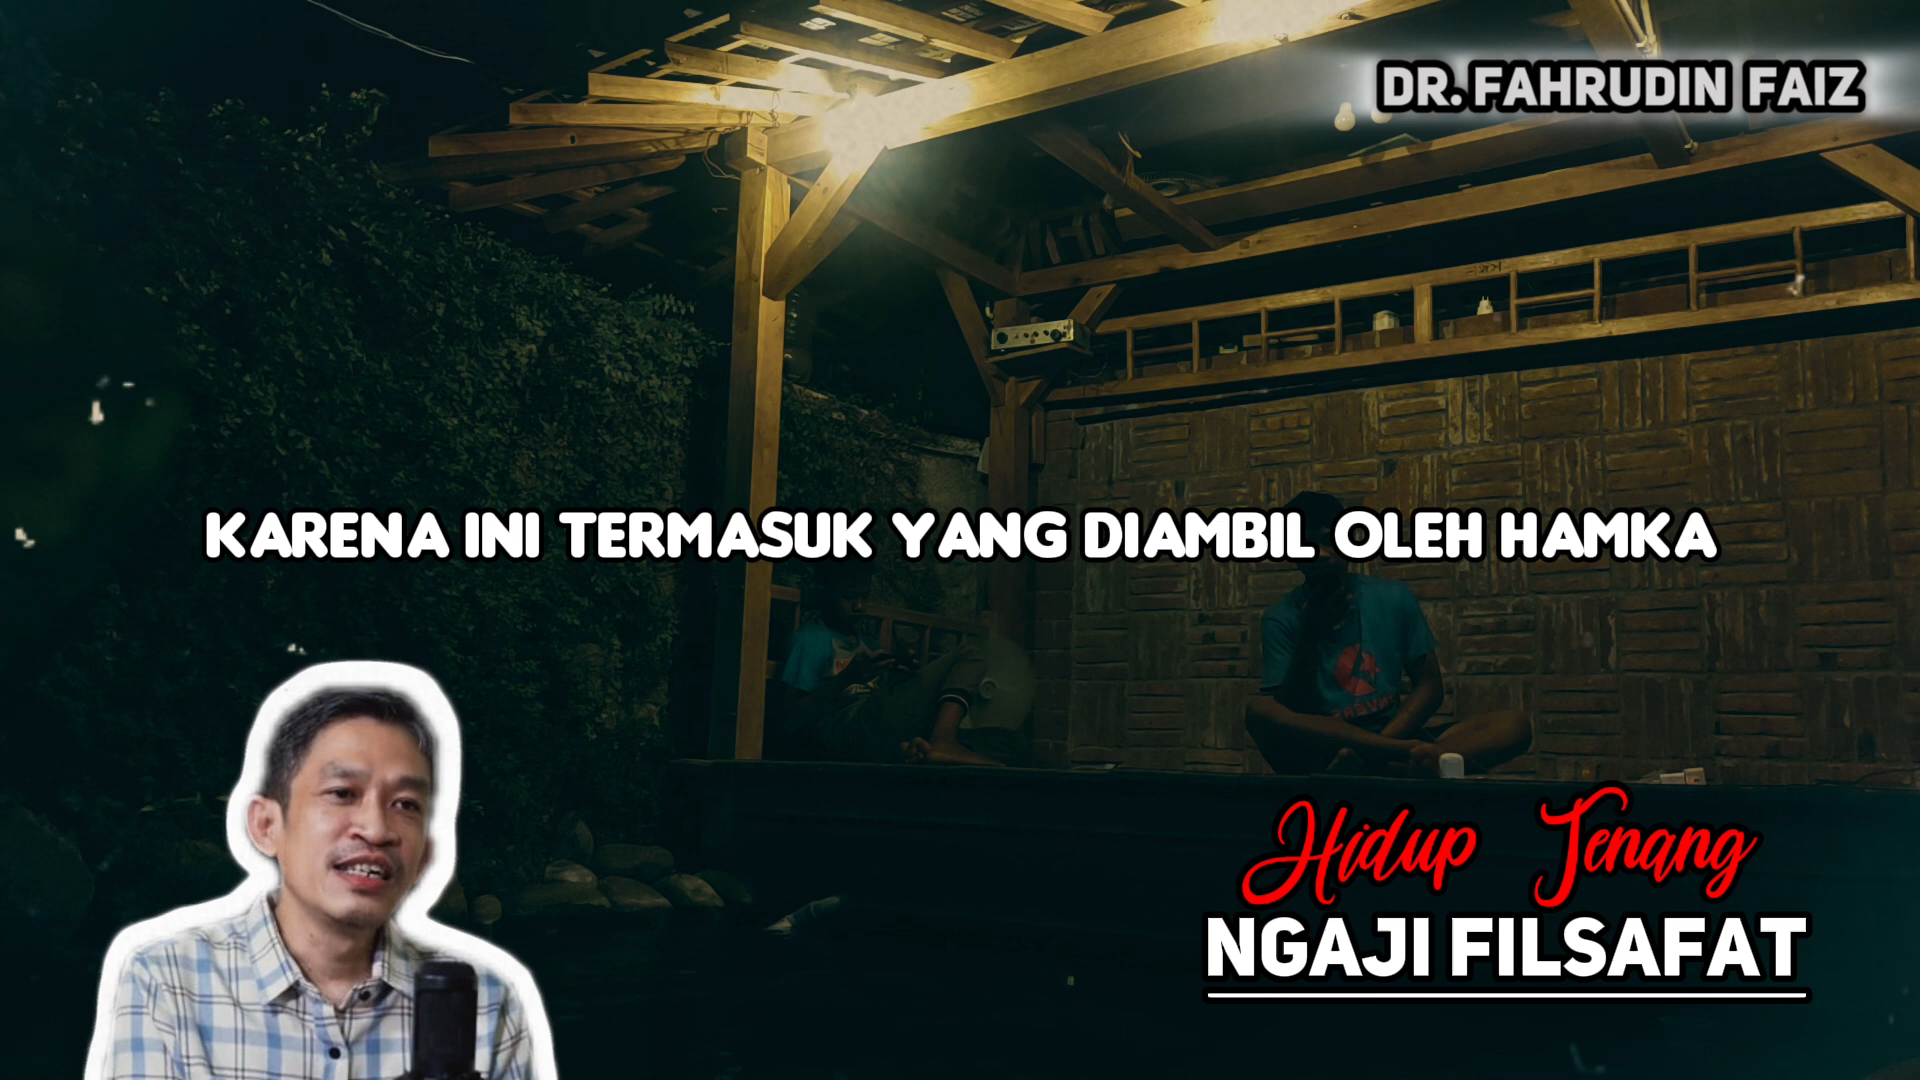 DR. FAHRUDIN FAIZ
KARENA INI TERMASUK YANG DIAMBIL OLEH HAMKA
Hidup Tenang
NGAJI FILSAFAT